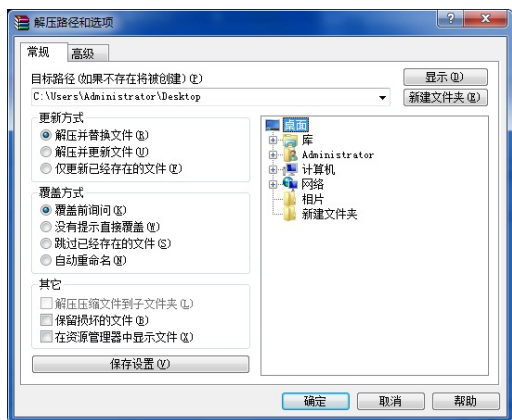 解压路径和选项
常规
高级
目标路径(如果不存在将被创建)(P)
显示(D)
C:\Users\Administrator\Desktop
新建文件夹(E)
更新方式
解压并替换文件(R)
解压并更新文件(U)
仅更新已经存在的文件(F)
覆盖方式
覆盖前询问(K)
没有提示直接覆盖(W)
跳过已经存在的文件(S)
自动重命名(N)
其它
解压压缩文件到子文件夹(L)
保留损坏的文件(B)
在资源管理器中显示文件(X)
保存设置(V)
桌面
库
Administrator
计算机
网络
相片
新建文件夹
确定
取消
帮助